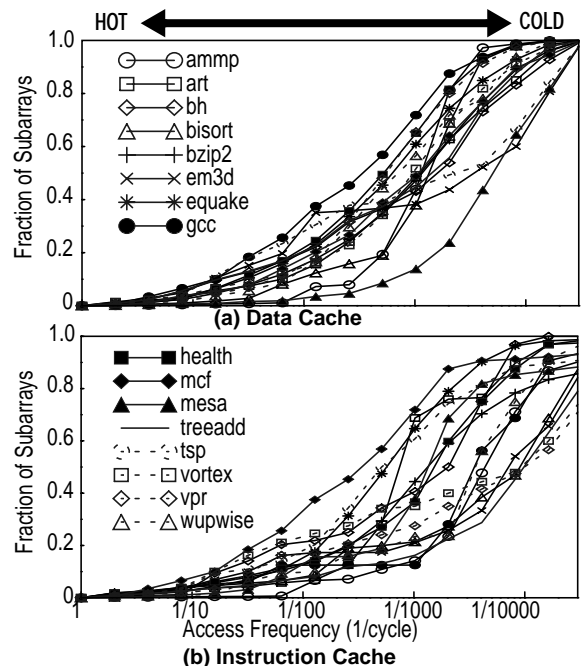 HOT COLD
1.0
0.8
0.6
0.4
0.2
0
Fraction of Subarrays
ammp
art
bh
bisort
bzip2
em3d
equake
gcc
(a) Data Cache
1.0
0.8
0.6
0.4
0.2
0
Fraction of Subarrays
health
mcf
mesa
treeadd
tsp
vortex
vpr
wupwise
1 1/10 1/100 1/1000 1/10000
Access Frequency (1/cycle)
(b) Instruction Cache